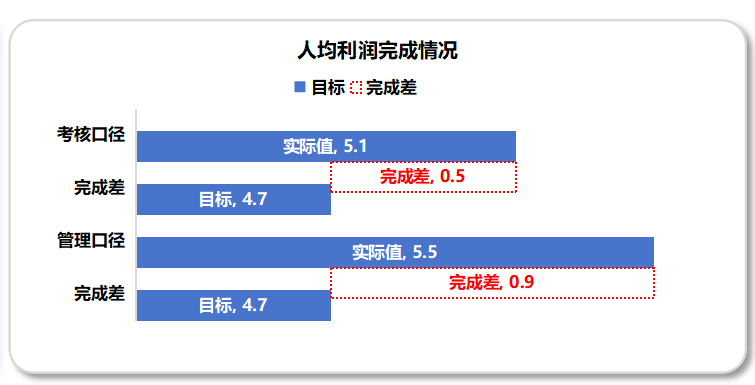 人均利润完成情况
目标 完成差
考核口径
实际值, 5.1
完成差, 0.5
完成差
目标, 4.7
管理口径
实际值, 5.5
完成差, 0.9
完成差
目标, 4.7